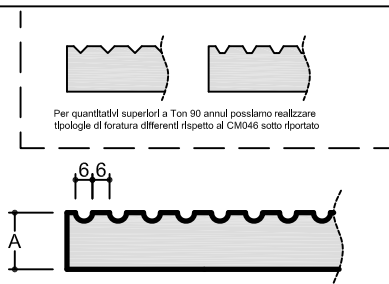 Per quantitativi superiori a Ton 90 annui possiamo realizzare
tipologie di foratura differenti rispetto al CM046 sotto riportato
6 6
A